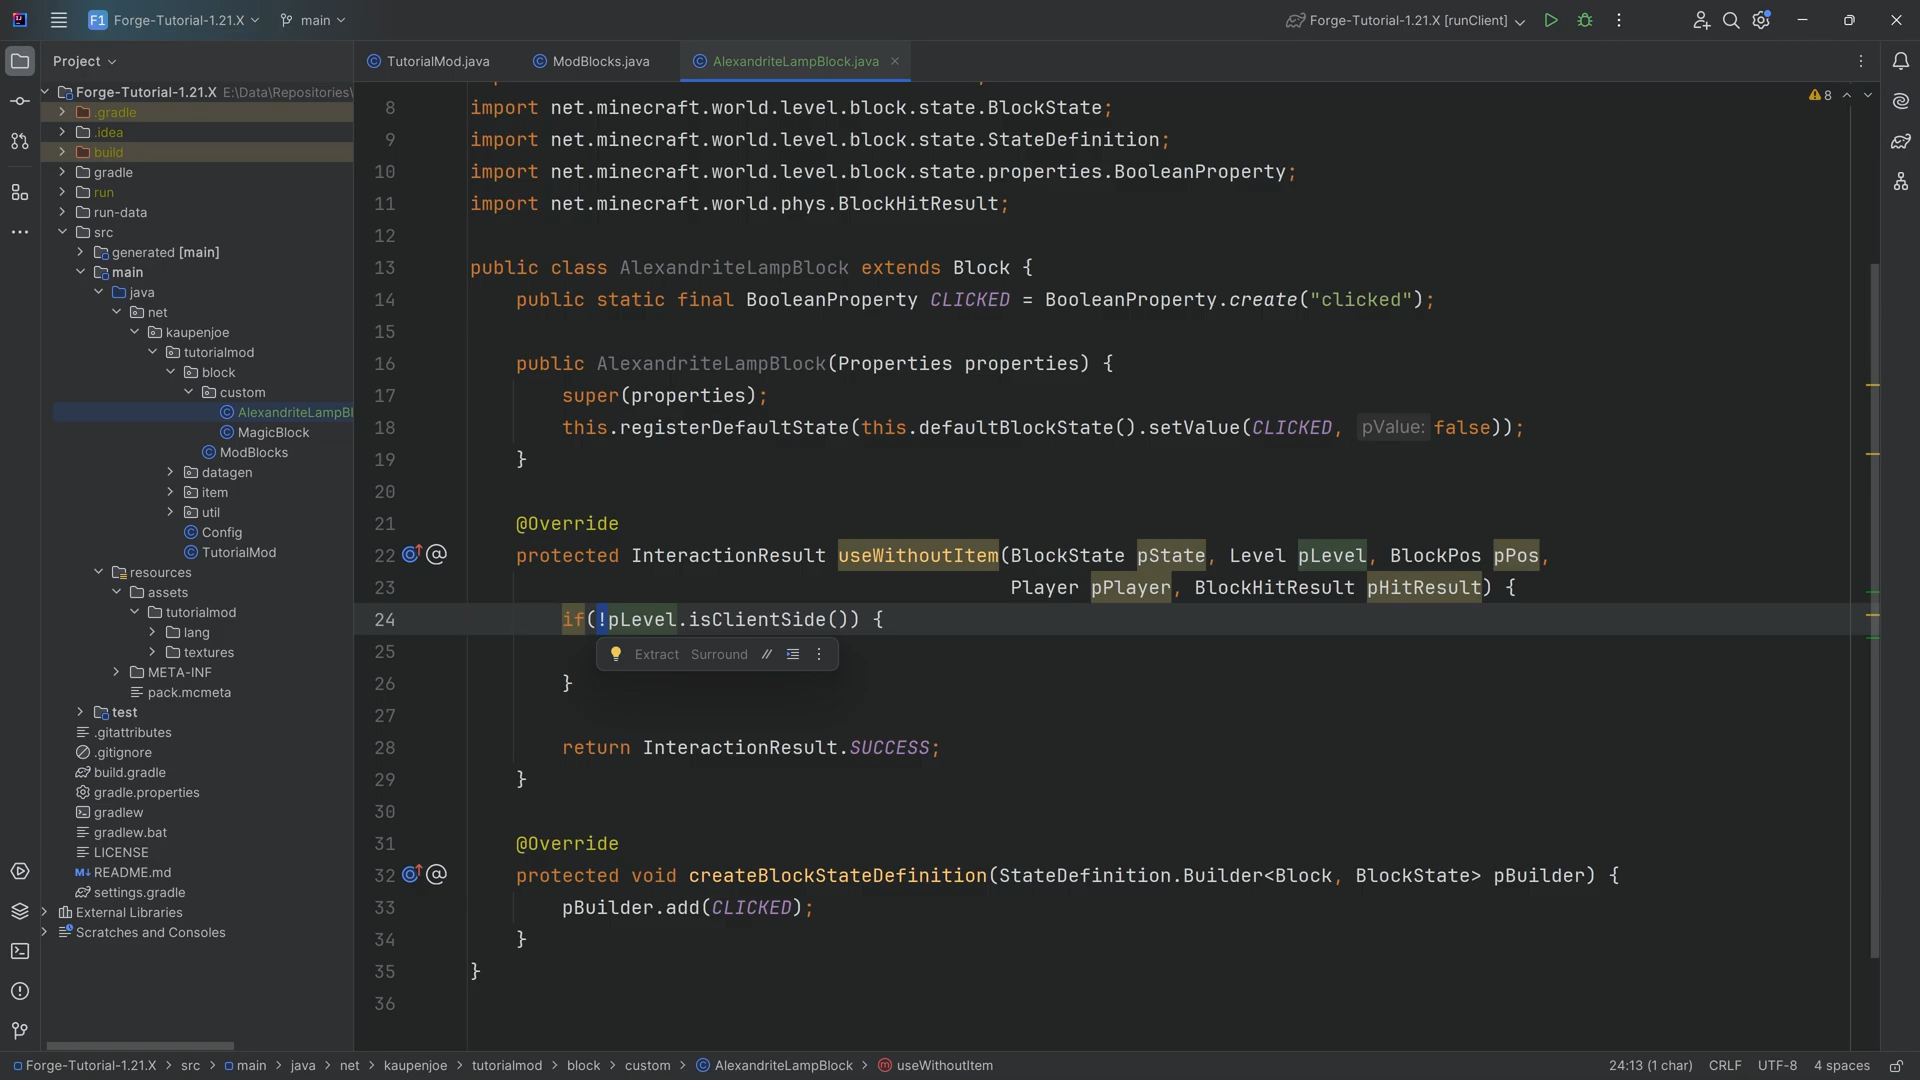 F1 Forge-Tutorial-1.21.X main Forge-Tutorial-1.21.X [runClient]
Project TutorialMod.java ModBlocks.java AlexandriteLampBlock.java
Forge-Tutorial-1.21.X E:\Data\Repositories\
.gradle
.idea
build
gradle
run
run-data
src
generated [main]
main
java
net
kaupenjoe
tutorialmod
block
custom
AlexandriteLampBl
MagicBlock
ModBlocks
datagen
item
util
Config
TutorialMod
resources
assets
tutorialmod
lang
textures
META-INF
pack.mcmeta
test
.gitattributes
.gitignore
build.gradle
gradle.properties
gradlew
gradlew.bat
LICENSE
README.md
settings.gradle
External Libraries
Scratches and Consoles
8
8 import net.minecraft.world.level.block.state.BlockState;
9 import net.minecraft.world.level.block.state.StateDefinition;
10 import net.minecraft.world.level.block.state.properties.BooleanProperty;
11 import net.minecraft.world.phys.BlockHitResult;
12
13 public class AlexandriteLampBlock extends Block {
14 public static final BooleanProperty CLICKED = BooleanProperty.create("clicked");
15
16 public AlexandriteLampBlock(Properties properties) {
17 super(properties);
18 this.registerDefaultState(this.defaultBlockState().setValue(CLICKED, pValue: false));
19 }
20
21 @Override
22 protected InteractionResult useWithoutItem(BlockState pState, Level pLevel, BlockPos pPos,
23 Player pPlayer, BlockHitResult pHitResult) {
24 if(!pLevel.isClientSide()) {
25 Extract Surround //
26 }
27
28 return InteractionResult.SUCCESS;
29 }
30
31 @Override
32 protected void createBlockStateDefinition(StateDefinition.Builder<Block, BlockState> pBuilder) {
33 pBuilder.add(CLICKED);
34 }
35 }
36
Forge-Tutorial-1.21.X > src > main > java > net > kaupenjoe > tutorialmod > block > custom > AlexandriteLampBlock > useWithoutItem 24:13 (1 char) CRLF UTF-8 4 spaces